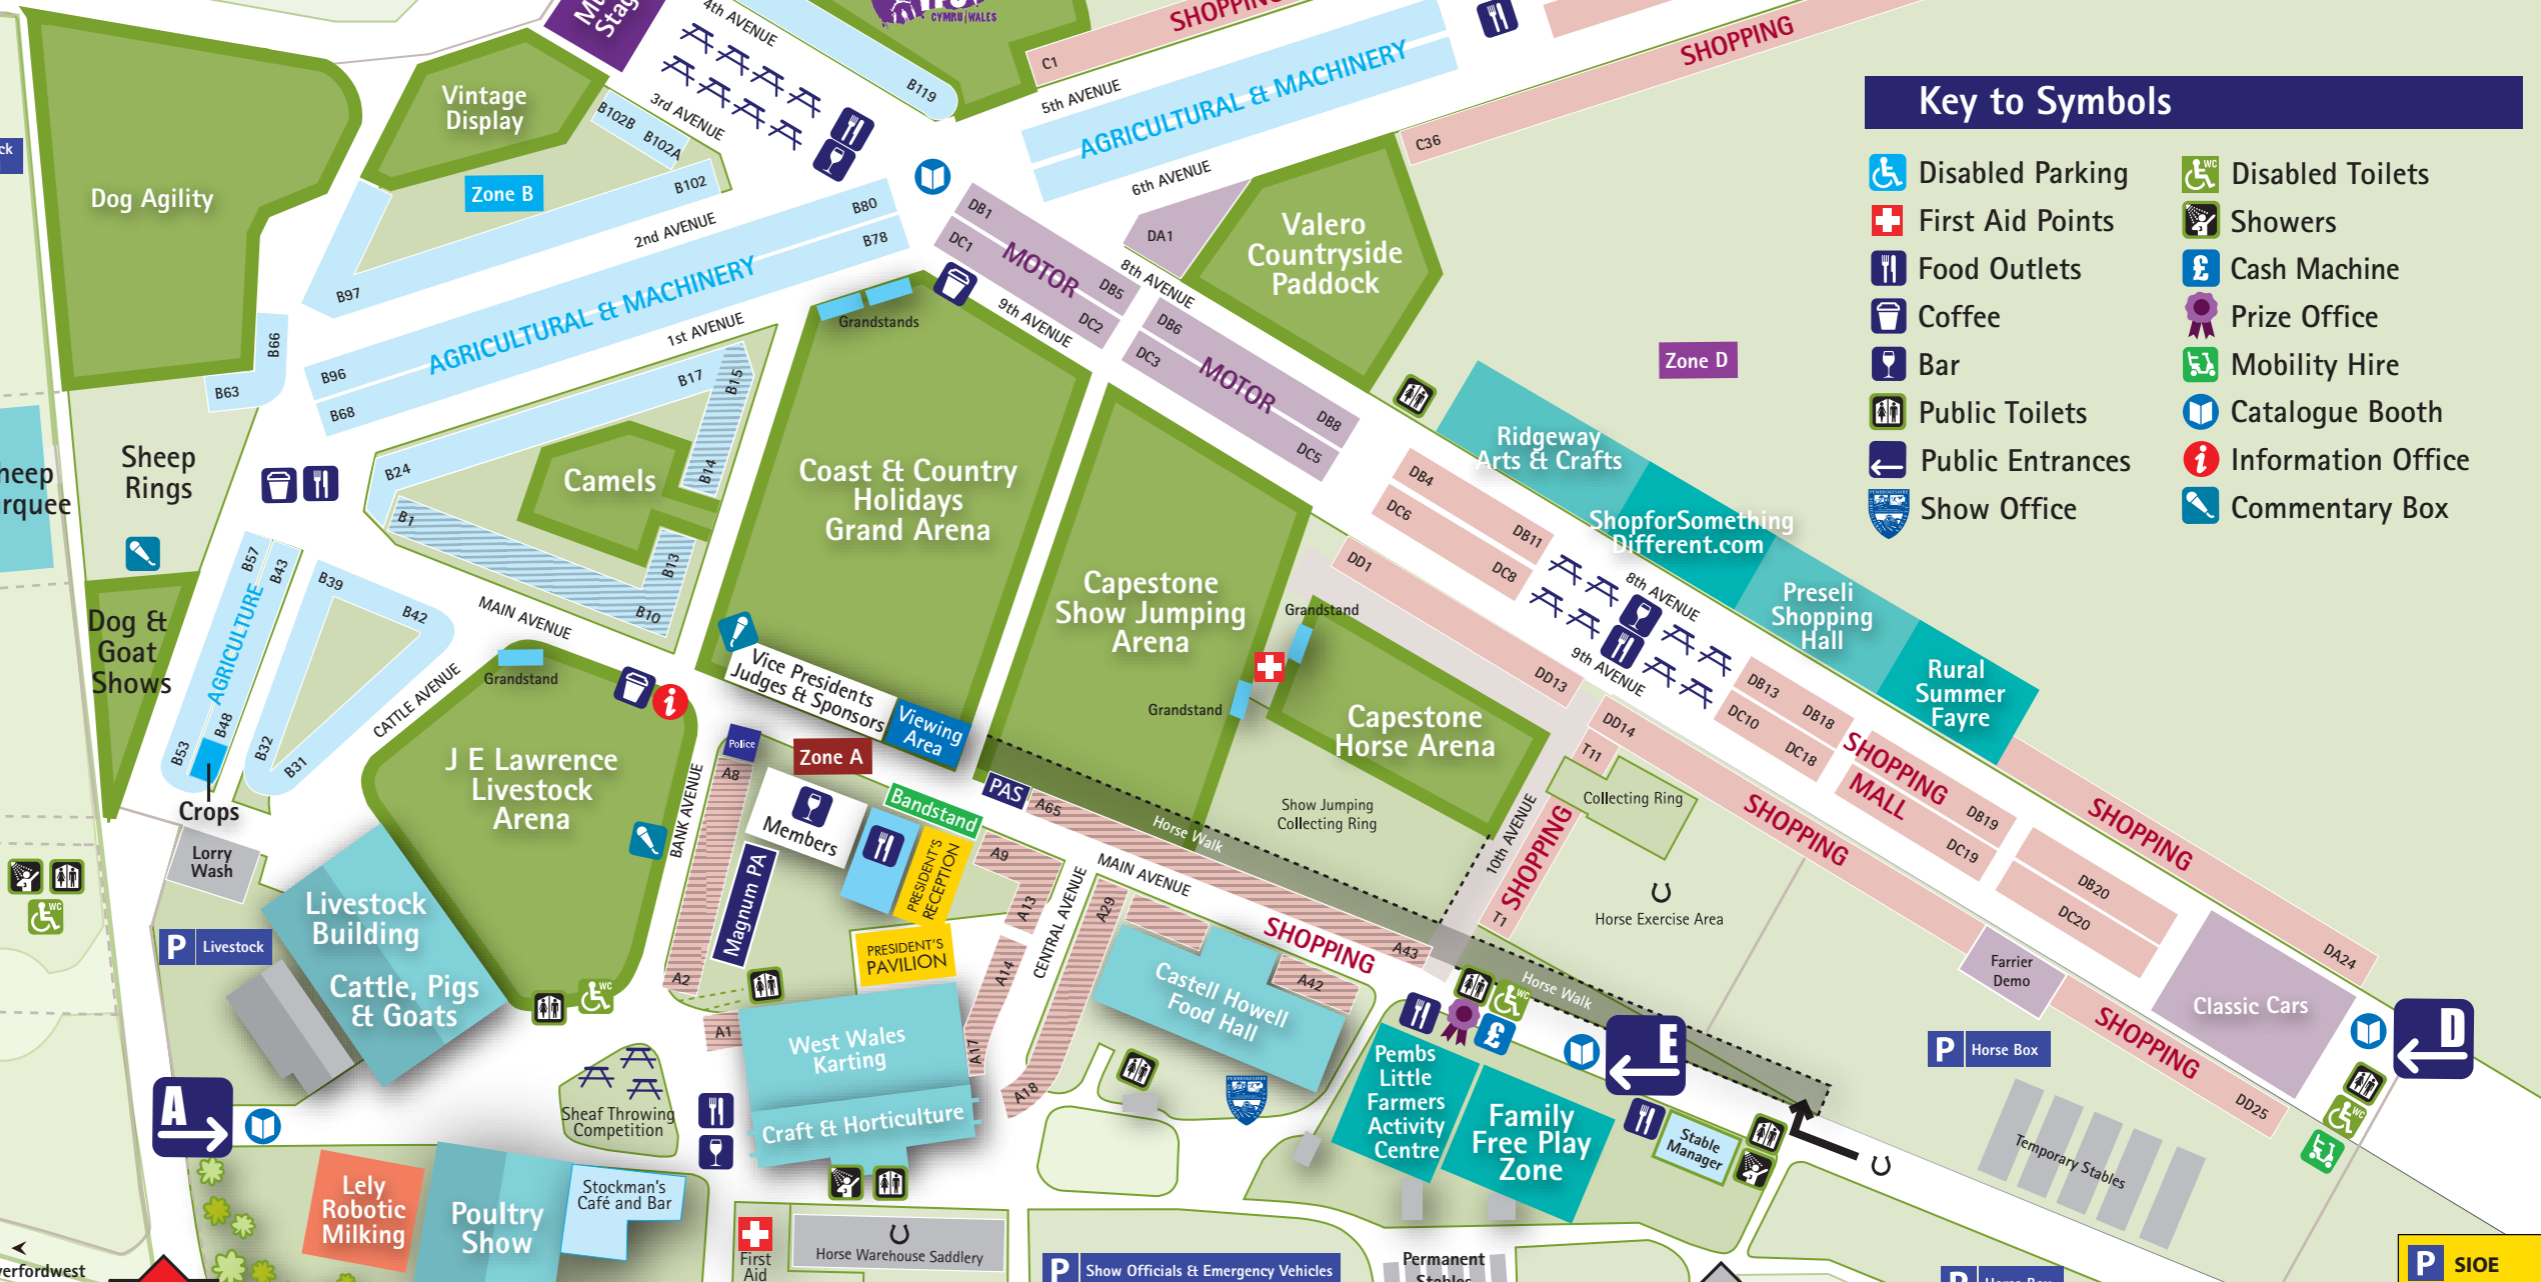 Mu
Stag
4th AVENUE
CYMRU WALES
SHOPPING
C1
5th AVENUE
AGRICULTURAL & MACHINERY
6th AVENUE
SHOPPING
C36
B119
3rd AVENUE
B102B
B102A
B102
Vintage
Display
Zone B
Dog Agility
ck
2nd AVENUE
B80
B78
B97
B96
B68
AGRICULTURAL & MACHINERY
1st AVENUE
B66
B63
B17
B15
B14
B24
B1
B13
B10
Camels
Sheep
Rings
heep
rquee
Dog &
Goat
Shows
B57
B43
AGRICULTURE
B53
B48
Crops
B39
B42
B32
B31
MAIN AVENUE
CATTLE AVENUE
Grandstands
Coast & Country
Holidays
Grand Arena
DB1
DC1
MOTOR
DB5
DC2
9th AVENUE
8th AVENUE
DA1
Valero
Countryside
Paddock
DB6
DC3
MOTOR
DB8
DC5
Zone D
Key to Symbols
Disabled Parking
First Aid Points
Food Outlets
Coffee
Bar
Public Toilets
Public Entrances
Show Office
Disabled Toilets
Showers
Cash Machine
Prize Office
Mobility Hire
Catalogue Booth
Information Office
Commentary Box
Ridgeway
Arts & Crafts
ShopforSomething
Different.com
Preseli
Shopping
Hall
Rural
Summer
Fayre
DB4
DC6
DB11
DC8
8th AVENUE
9th AVENUE
DD1
DD13
DB13
DB18
DC10
DC18
SHOPPING
MALL
DB19
DC19
DB20
DC20
SHOPPING
DA24
DD14
T11
SHOPPING
Farrier
Demo
SHOPPING
DD25
Classic Cars
D
Capestone
Show Jumping
Arena
Grandstand
Grandstand
Capestone
Horse Arena
Show Jumping
Collecting Ring
Collecting Ring
10th AVENUE
SHOPPING
T1
Horse Exercise Area
Grandstand
J E Lawrence
Livestock
Arena
Vice Presidents
Judges & Sponsors
Viewing
Area
Police
Zone A
A8
BANK AVENUE
Members
Magnum PA
A2
A1
Bandstand
PRESIDENT'S
RECEPTION
PRESIDENT'S
PAVILION
PAS
A65
Horse Walk
MAIN AVENUE
SHOPPING
A43
A9
A13
A14
A17
CENTRAL AVENUE
A29
A18
Castell Howell
Food Hall
A42
Horse Walk
Lorry
Wash
P Livestock
Livestock
Building
Cattle, Pigs
& Goats
West Wales
Karting
Craft & Horticulture
Sheaf Throwing
Competition
A
Lely
Robotic
Milking
Poultry
Show
Stockman's
Café and Bar
First
Aid
Horse Warehouse Saddlery
P Show Officials & Emergency Vehicles
Pembs
Little
Farmers
Activity
Centre
Family
Free Play
Zone
E
Stable
Manager
P Horse Box
Temporary Stables
Permanent
Stables
P Horse Box
P SIOE
verfordwest